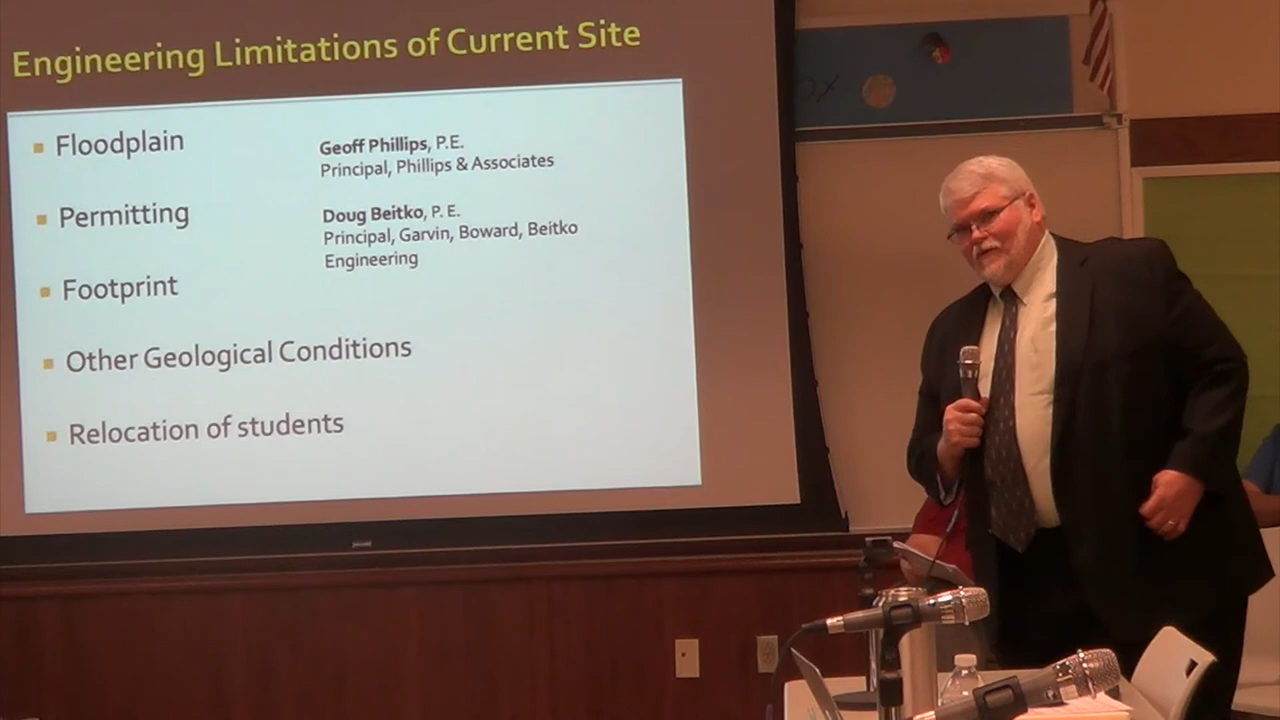 Engineering Limitations of Current Site
Floodplain
Geoff Phillips, P.E.
Principal, Phillips & Associates
Permitting
Doug Beitko, P. E.
Principal, Garvin, Boward, Beitko
Engineering
Footprint
Other Geological Conditions
Relocation of students